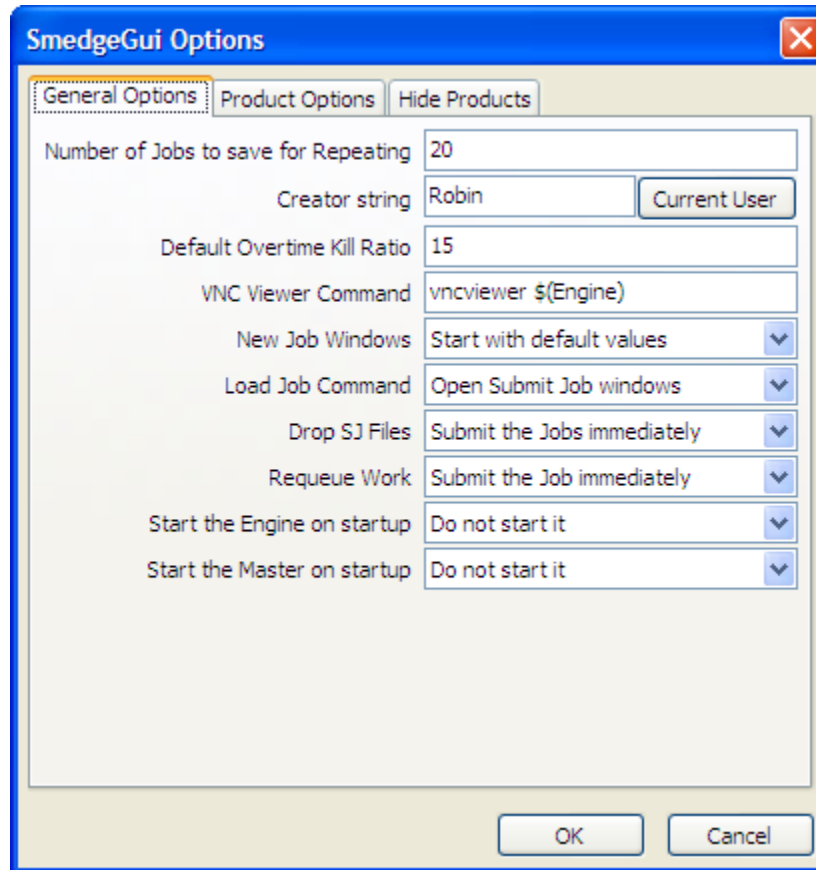 SmedgeGui Options
General Options Product Options Hide Products
Number of Jobs to save for Repeating 20
Creator string Robin Current User
Default Overtime Kill Ratio 15
VNC Viewer Command vncviewer $(Engine)
New Job Windows Start with default values
Load Job Command Open Submit Job windows
Drop SJ Files Submit the Jobs immediately
Requeue Work Submit the Job immediately
Start the Engine on startup Do not start it
Start the Master on startup Do not start it
OK Cancel